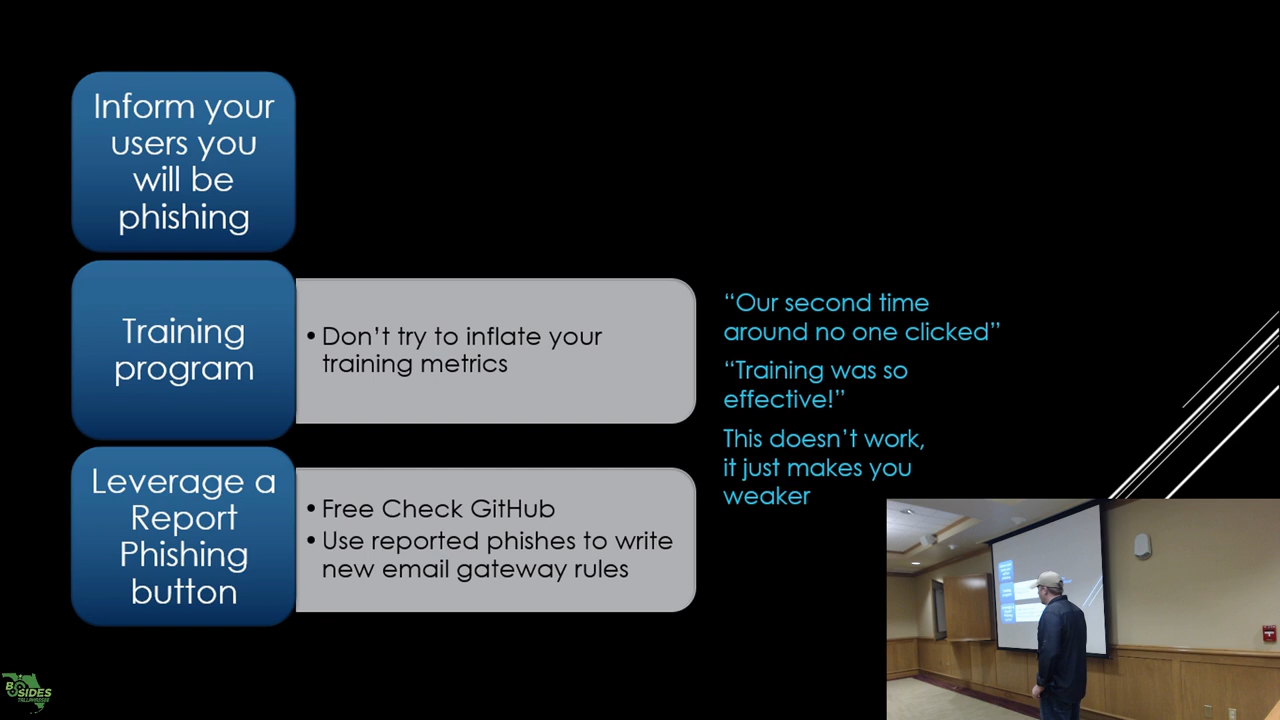 Inform your
users you
will be
phishing
Training
program
• Don’t try to inflate your
training metrics
“Our second time
around no one clicked”
“Training was so
effective!”
This doesn’t work,
it just makes you
weaker
Leverage a
Report
Phishing
button
• Free Check GitHub
• Use reported phishes to write
new email gateway rules
BSIDES
TALLAHASSEE